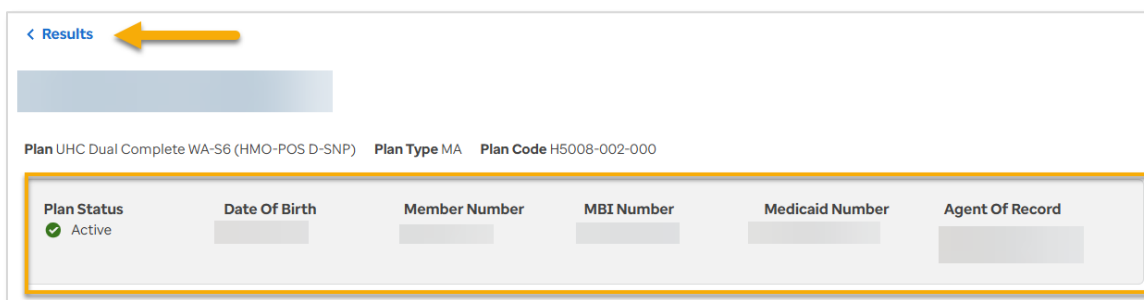 < Results
Plan UHC Dual Complete WA-S6 (HMO-POS D-SNP) Plan Type MA Plan Code H5008-002-000
Plan Status Date Of Birth Member Number MBI Number Medicaid Number Agent Of Record
Active